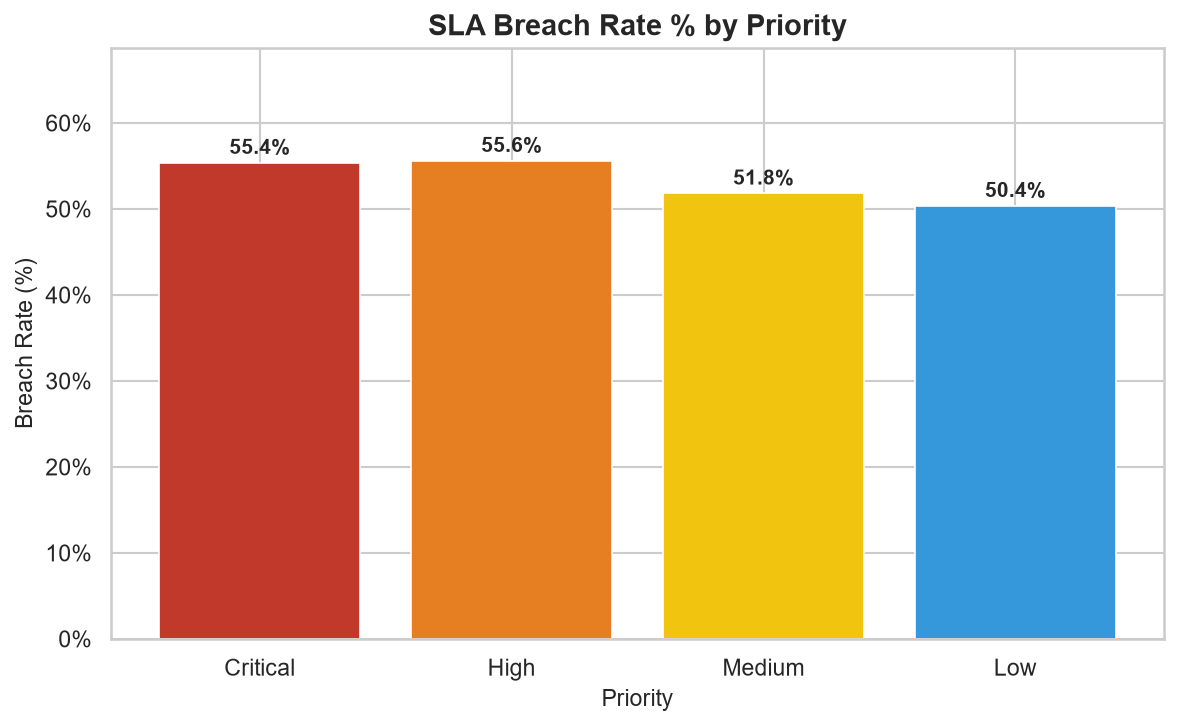 SLA Breach Rate % by Priority
Breach Rate (%)
60%
50%
40%
30%
20%
10%
0%
55.4%
55.6%
51.8%
50.4%
Critical
High
Medium
Low
Priority